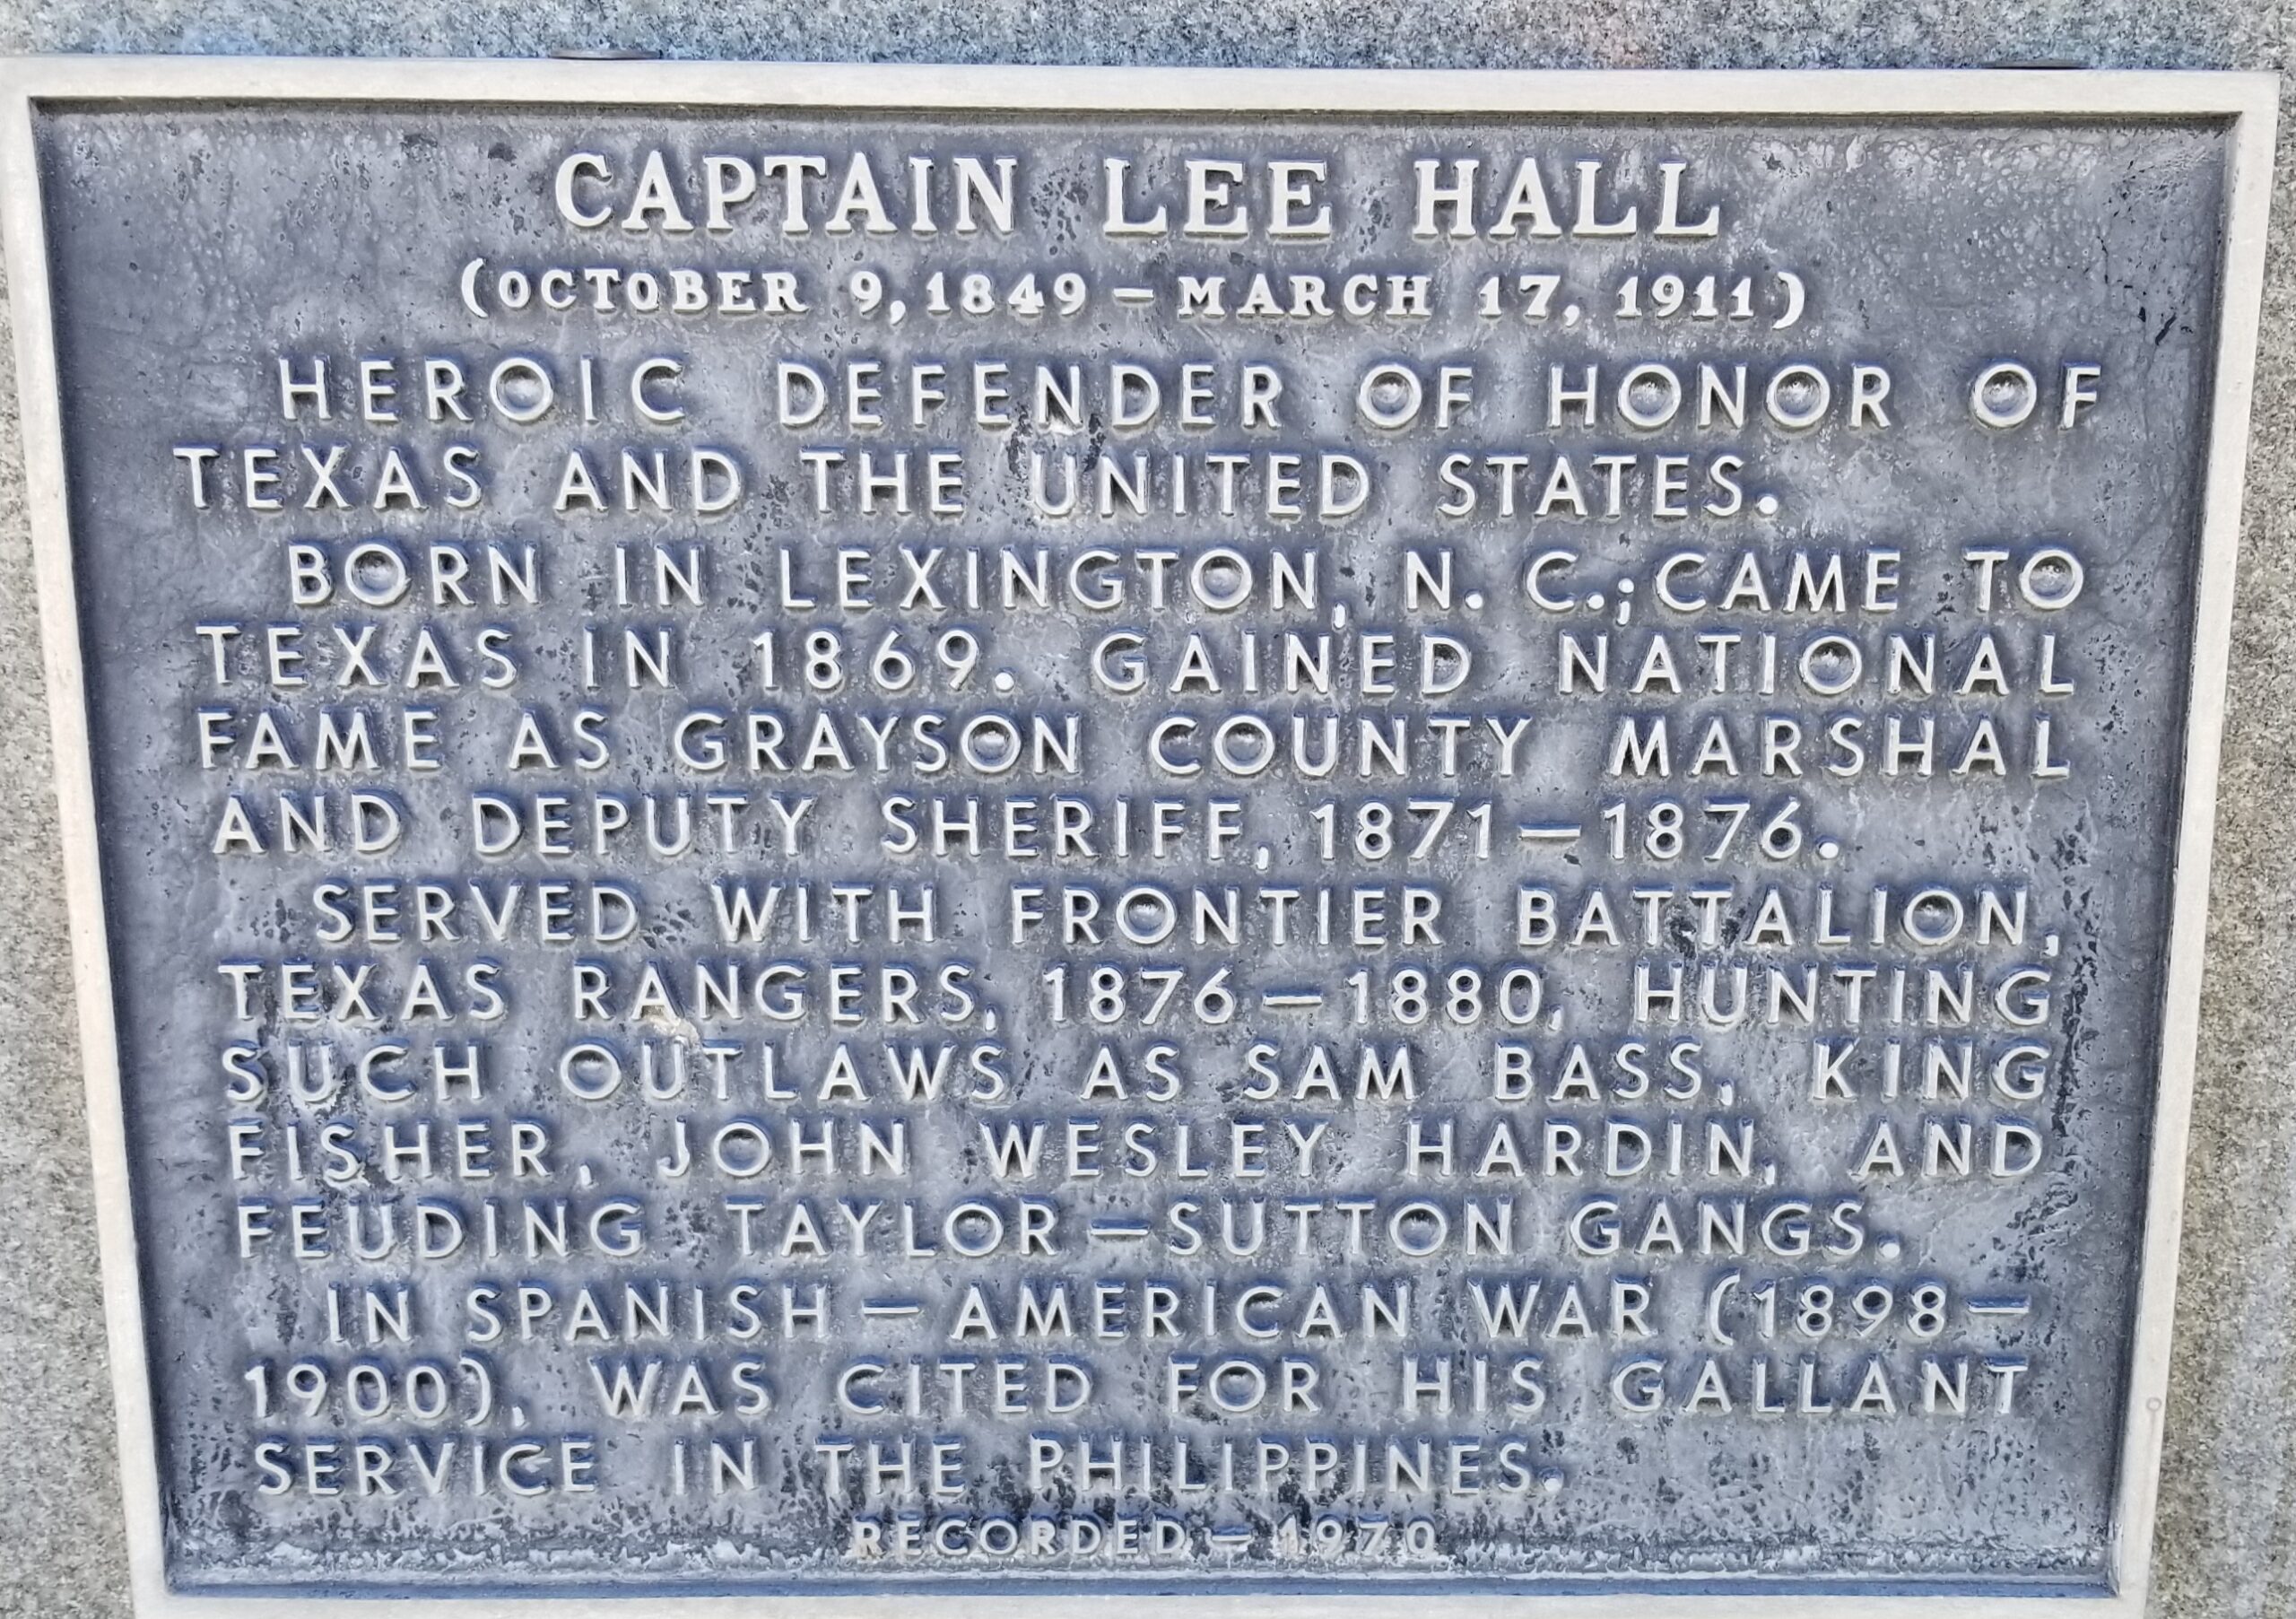 CAPTAIN LEE HALL
(OCTOBER 9, 1849 – MARCH 17, 1911)
HEROIC DEFENDER OF HONOR OF
TEXAS AND THE UNITED STATES.
BORN IN LEXINGTON, N. C.; CAME TO
TEXAS IN 1869. GAINED NATIONAL
FAME AS GRAYSON COUNTY MARSHAL
AND DEPUTY SHERIFF, 1871—1876.
SERVED WITH FRONTIER BATTALION,
TEXAS RANGERS, 1876—1880, HUNTING
SUCH OUTLAWS AS SAM BASS, KING
FISHER, JOHN WESLEY HARDIN, AND
FEUDING TAYLOR—SUTTON GANGS.
IN SPANISH—AMERICAN WAR (1898—
1900), WAS CITED FOR HIS GALLANT
SERVICE IN THE PHILIPPINES.
RECORDED – 1970